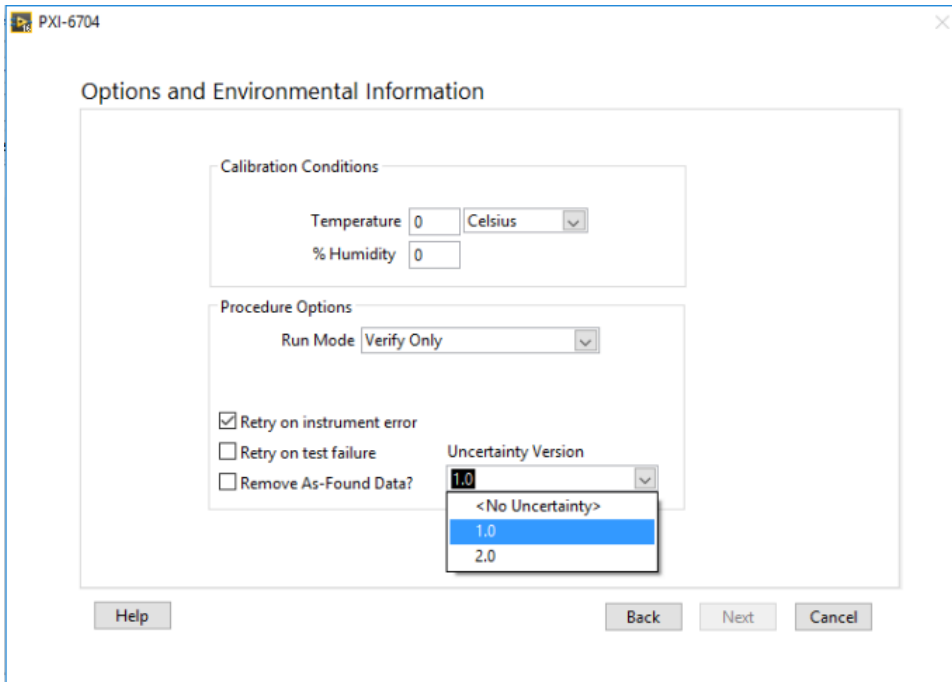 PXI-6704
Options and Environmental Information
Calibration Conditions
Temperature 0 Celsius
% Humidity 0
Procedure Options
Run Mode Verify Only
Retry on instrument error
Retry on test failure
Uncertainty Version
Remove As-Found Data?
1.0
<No Uncertainty>
1.0
2.0
Help Back Next Cancel